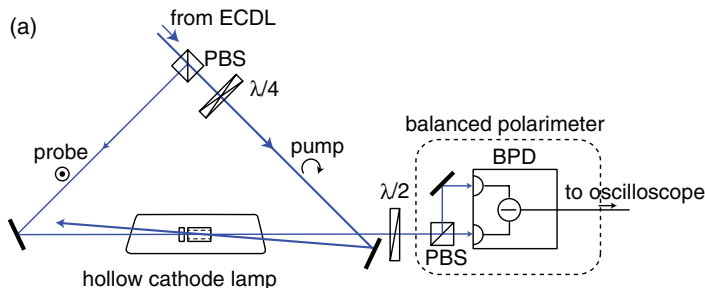 (a)
from ECDL
PBS
λ/4
probe
pump
balanced polarimeter
BPD
λ/2
to oscilloscope
PBS
hollow cathode lamp